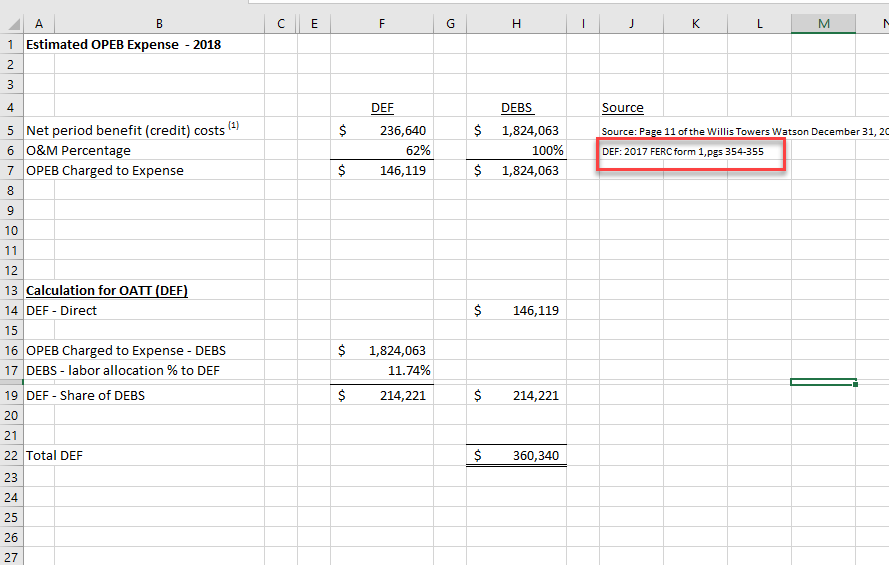 A B C E F G H I J K L M
1 Estimated OPEB Expense - 2018
2
3
4 DEF DEBS Source
5 Net period benefit (credit) costs (1) $ 236,640 $ 1,824,063 Source: Page 11 of the Willis Towers Watson December 31, 20
6 O&M Percentage 62% 100% DEF: 2017 FERC form 1,pgs 354-355
7 OPEB Charged to Expense $ 146,119 $ 1,824,063
8
9
10
11
12
13 Calculation for OATT (DEF)
14 DEF - Direct $ 146,119
15
16 OPEB Charged to Expense - DEBS $ 1,824,063
17 DEBS - labor allocation % to DEF 11.74%
19 DEF - Share of DEBS $ 214,221 $ 214,221
20
21
22 Total DEF $ 360,340
23
24
25
26
27